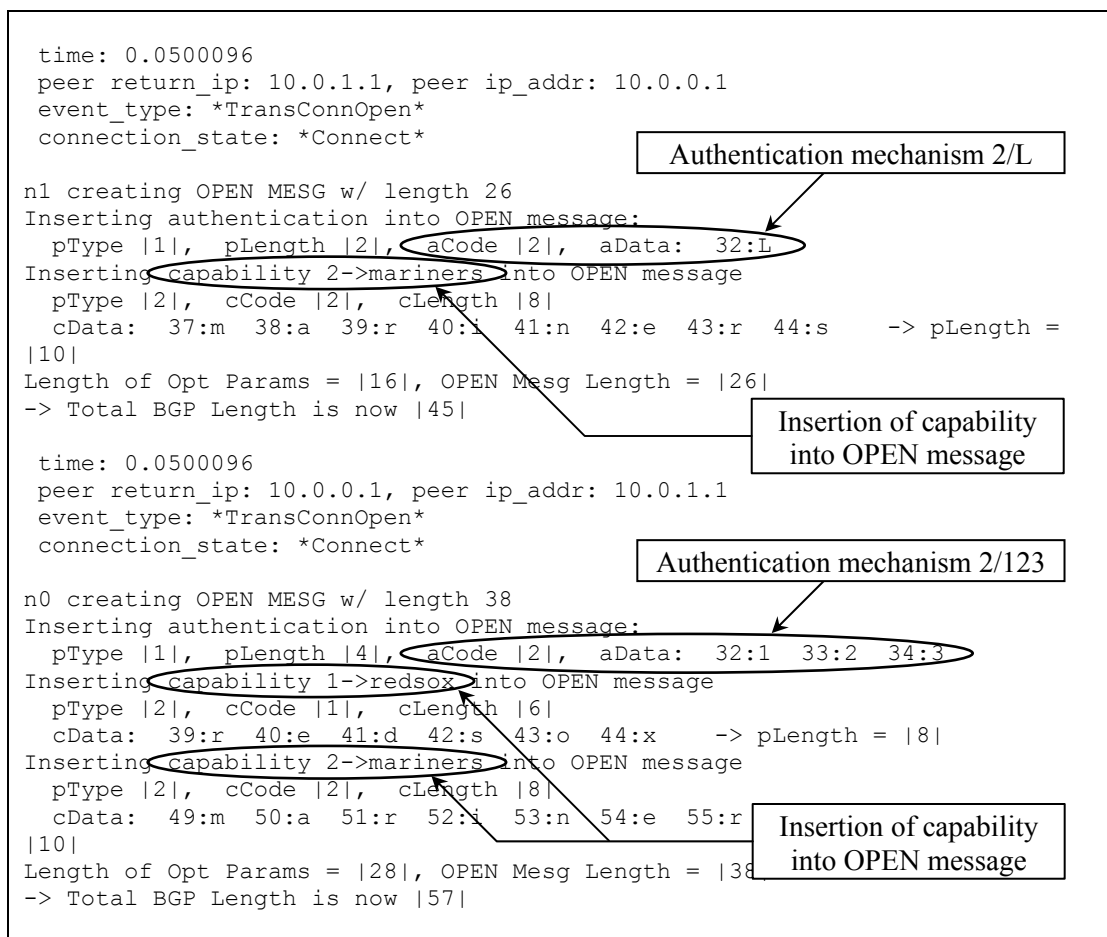 time: 0.0500096
peer return_ip: 10.0.1.1, peer ip_addr: 10.0.0.1
event_type: *TransConnOpen*
connection_state: *Connect*
Authentication mechanism 2/L
n1 creating OPEN MESG w/ length 26
Inserting authentication into OPEN message:
pType |1|, pLength |2|, aCode |2|, aData: 32:L
Inserting capability 2->mariners into OPEN message
pType |2|, cCode |2|, cLength |8|
cData: 37:m 38:a 39:r 40:i 41:n 42:e 43:r 44:s -> pLength =
|10|
Length of Opt Params = |16|, OPEN Mesg Length = |26|
-> Total BGP Length is now |45|
Insertion of capability
into OPEN message
time: 0.0500096
peer return_ip: 10.0.0.1, peer ip_addr: 10.0.1.1
event_type: *TransConnOpen*
connection_state: *Connect*
Authentication mechanism 2/123
n0 creating OPEN MESG w/ length 38
Inserting authentication into OPEN message:
pType |1|, pLength |4|, aCode |2|, aData: 32:1 33:2 34:3
Inserting capability 1->redsox into OPEN message
pType |2|, cCode |1|, cLength |6|
cData: 39:r 40:e 41:d 42:s 43:o 44:x -> pLength = |8|
Inserting capability 2->mariners into OPEN message
pType |2|, cCode |2|, cLength |8|
cData: 49:m 50:a 51:r 52:i 53:n 54:e 55:r
|10|
Length of Opt Params = |28|, OPEN Mesg Length = |38
-> Total BGP Length is now |57|
Insertion of capability
into OPEN message